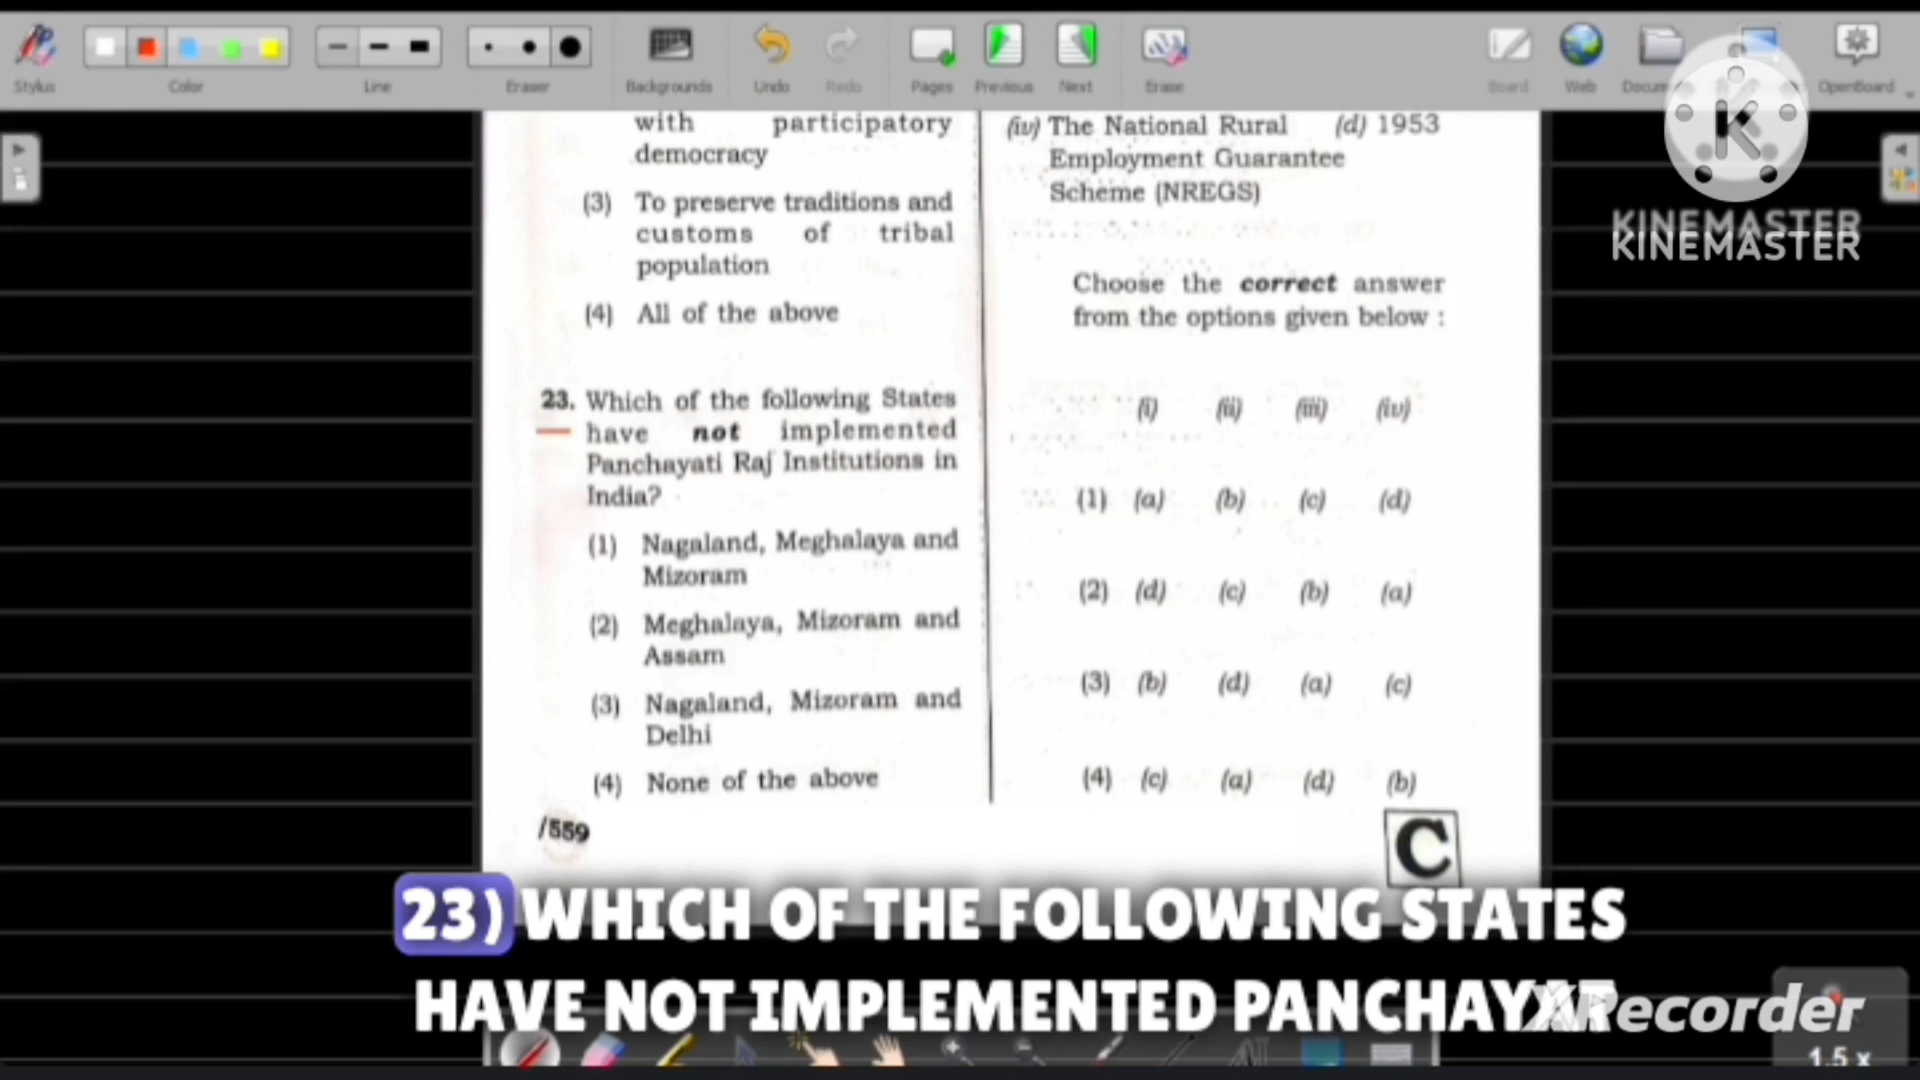 Stylus
Color
Line
Eraser
Backgrounds
Undo
Redo
Pages
Previous
Next
Erase
Board
Web
OpenBoard
K
KINEMASTER
KINEMASTER
with participatory
democracy
(3) To preserve traditions and
customs of tribal
population
(4) All of the above
23. Which of the following States
have not implemented
Panchayati Raj Institutions in
India?
(1) Nagaland, Meghalaya and
Mizoram
(2) Meghalaya, Mizoram and
Assam
(3) Nagaland, Mizoram and
Delhi
(4) None of the above
/559
(iv) The National Rural (d) 1953
Employment Guarantee
Scheme (NREGS)
Choose the correct answer
from the options given below :
(i) (ii) (iii) (iv)
(1) (a) (b) (c) (d)
(2) (d) (c) (b) (a)
(3) (b) (d) (a) (c)
(4) (c) (a) (d) (b)
C
23) WHICH OF THE FOLLOWING STATES
HAVE NOT IMPLEMENTED
XRecorder
1.5 x